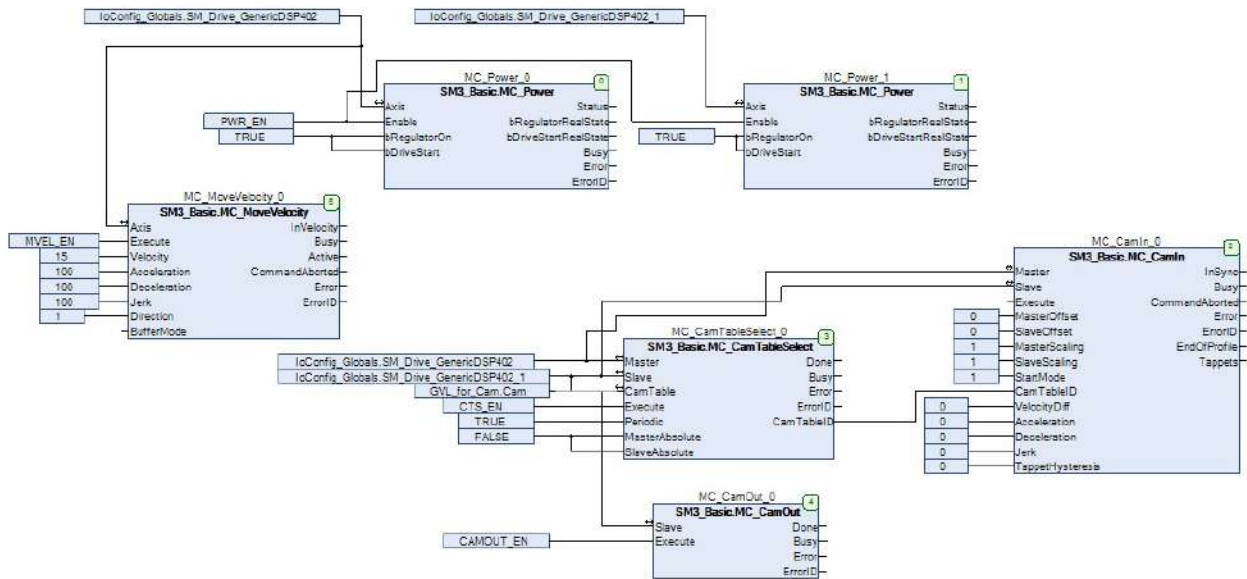 IoConfig_Globals.SM_Drive_GenericDSP402
IoConfig_Globals.SM_Drive_GenericDSP402_1
MC_Power_0
0
SM3_Basic.MC_Power
Axis
Status
PWR_EN
Enable
bRegulatorRealState
TRUE
bRegulatorOn
bDriveStartRealState
bDriveStart
Busy
Error
ErrorID
MC_Power_1
1
SM3_Basic.MC_Power
Axis
Status
Enable
bRegulatorRealState
TRUE
bRegulatorOn
bDriveStartRealState
bDriveStart
Busy
Error
ErrorID
MC_MoveVelocity_0
SM3_Basic.MC_MoveVelocity
Axis
InVelocity
MVEL_EN
Execute
Busy
15
Velocity
Active
100
Acceleration
CommandAborted
100
Deceleration
Error
100
Jerk
ErrorID
1
Direction
BufferMode
MC_CamIn_0
2
SM3_Basic.MC_CamIn
Master
InSync
Slave
Busy
Execute
CommandAborted
0
MasterOffset
Error
0
SlaveOffset
ErrorID
1
MasterScaling
EndOfProfile
1
SlaveScaling
Tappets
1
StartMode
CamTableID
0
VelocityDiff
0
Acceleration
0
Deceleration
0
Jerk
0
TappetHysteresis
MC_CamTableSelect_0
3
SM3_Basic.MC_CamTableSelect
IoConfig_Globals.SM_Drive_GenericDSP402
Master
Done
IoConfig_Globals.SM_Drive_GenericDSP402_1
Slave
Busy
GVL_for_Cam.Cam
CamTable
Error
CTS_EN
Execute
ErrorID
TRUE
Periodic
CamTableID
FALSE
MasterAbsolute
SlaveAbsolute
MC_CamOut_0
4
SM3_Basic.MC_CamOut
Slave
Done
CAMOUT_EN
Execute
Busy
Error
ErrorID